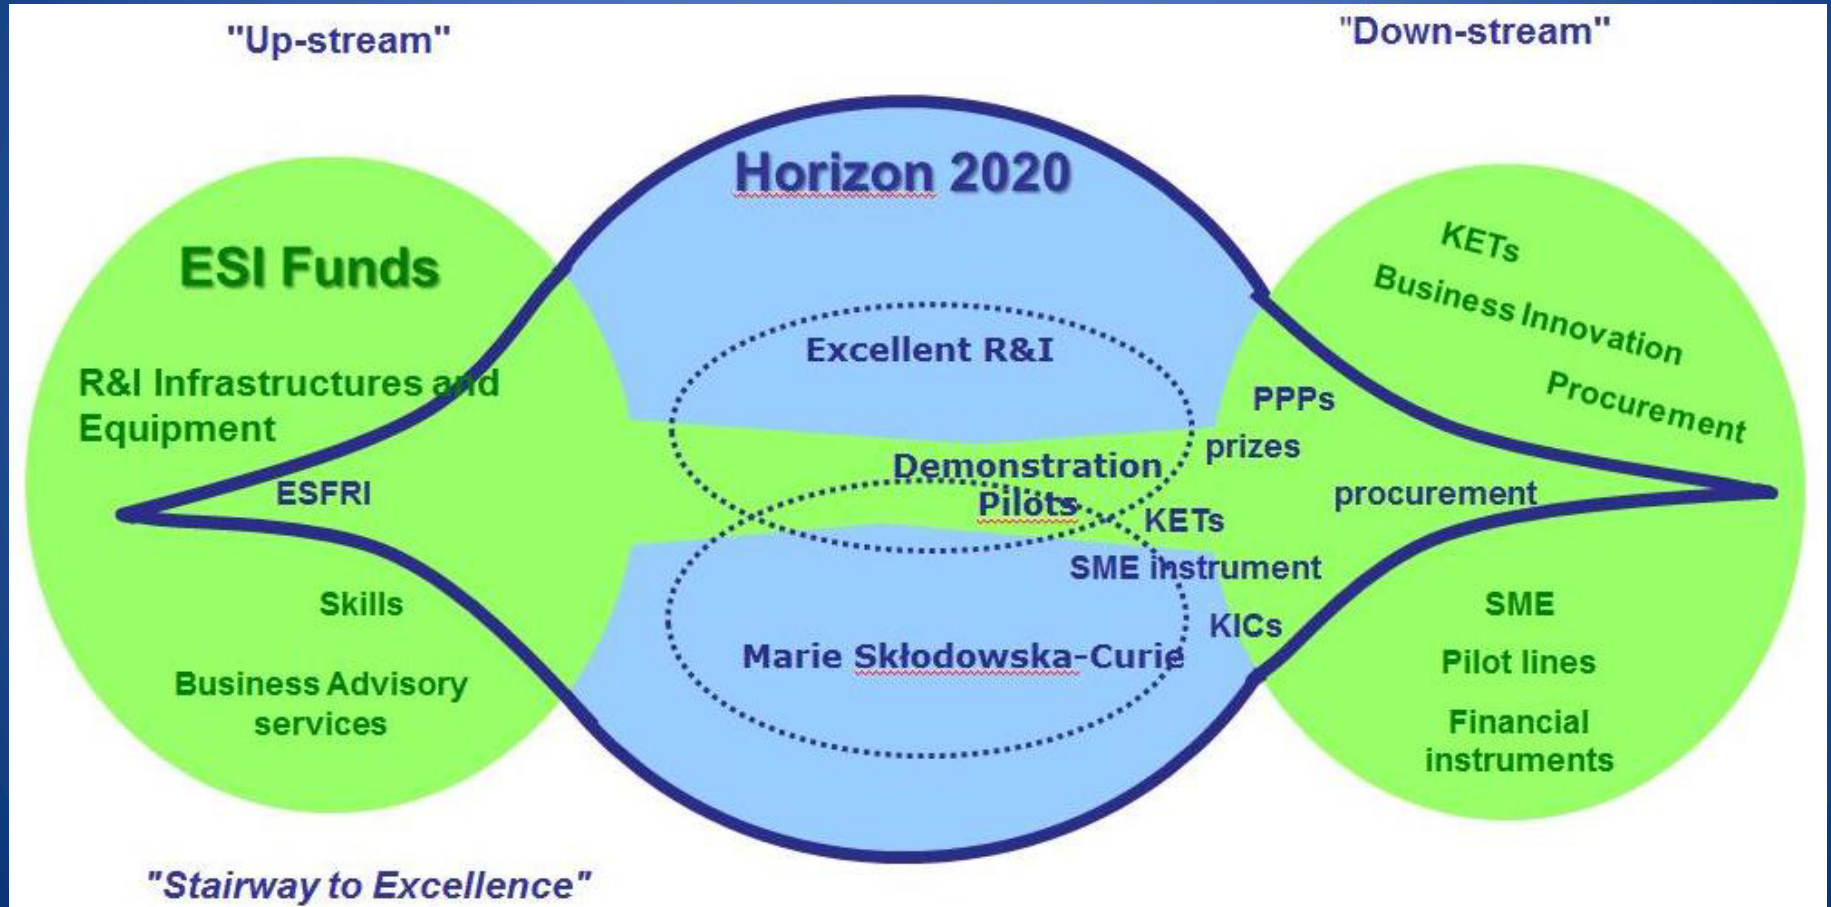 "Up-stream"
"Down-stream"
Horizon 2020
ESI Funds
KETs
Business Innovation
Procurement
Excellent R&I
R&I Infrastructures and
Equipment
PPPs
prizes
Demonstration
Pilots
ESFRI
procurement
KETs
SME instrument
Skills
SME
KICs
Marie Skłodowska-Curie
Pilot lines
Business Advisory
services
Financial
instruments
"Stairway to Excellence"